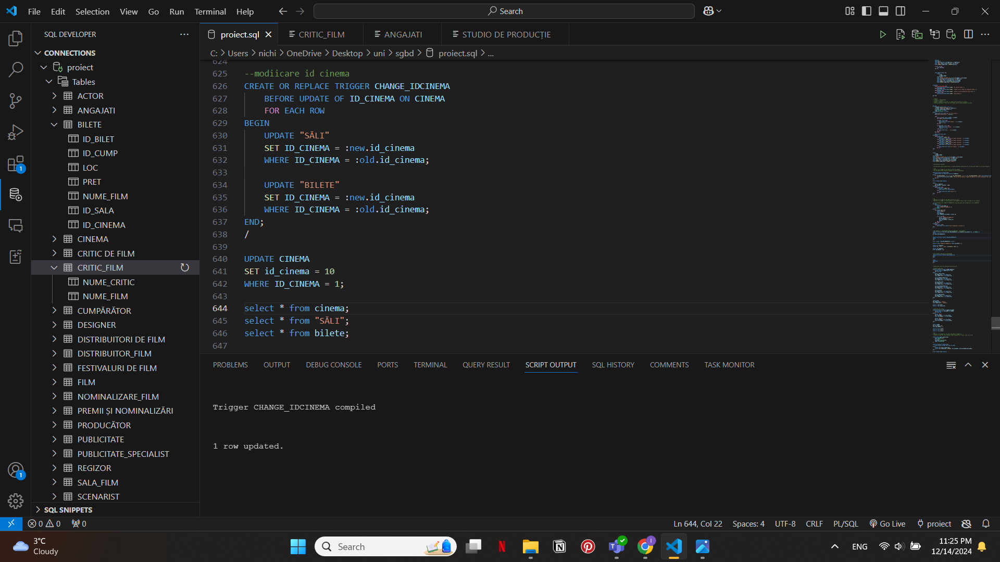 File Edit Selection View Go Run Terminal Help
Search
SQL DEVELOPER
CONNECTIONS
proiect
Tables
ACTOR
ANGAJATI
BILETE
ID_BILET
ID_CUMP
LOC
PRET
NUME_FILM
ID_SALA
ID_CINEMA
CINEMA
CRITIC DE FILM
CRITIC_FILM
NUME_CRITIC
NUME_FILM
CUMPĂRĂTOR
DESIGNER
DISTRIBUITORI DE FILM
DISTRIBUITOR_FILM
FESTIVALURI DE FILM
FILM
NOMINALIZARE_FILM
PREMII ȘI NOMINALIZĂRI
PRODUCĂTOR
PUBLICITATE
PUBLICITATE_SPECIALIST
REGIZOR
SALA_FILM
SCENARIST
SQL SNIPPETS
proiect.sql CRITIC_FILM ANGAJATI STUDIO DE PRODUCȚIE
C: > Users > nichi > OneDrive > Desktop > uni > sgbd > proiect.sql > ...
624
625 --modiicare id cinema
626 CREATE OR REPLACE TRIGGER CHANGE_IDCINEMA
627 BEFORE UPDATE OF ID_CINEMA ON CINEMA
628 FOR EACH ROW
629 BEGIN
630 UPDATE "SĂLI"
631 SET ID_CINEMA = :new.id_cinema
632 WHERE ID_CINEMA = :old.id_cinema;
633
634 UPDATE "BILETE"
635 SET ID_CINEMA = :new.id_cinema
636 WHERE ID_CINEMA = :old.id_cinema;
637 END;
638 /
639
640 UPDATE CINEMA
641 SET id_cinema = 10
642 WHERE ID_CINEMA = 1;
643
644 select * from cinema;
645 select * from "SĂLI";
646 select * from bilete;
647
PROBLEMS OUTPUT DEBUG CONSOLE PORTS TERMINAL QUERY RESULT SCRIPT OUTPUT SQL HISTORY COMMENTS TASK MONITOR
Trigger CHANGE_IDCINEMA compiled
1 row updated.
1
1
0 0 0
Ln 644, Col 22 Spaces: 4 UTF-8 CRLF PL/SQL Go Live proiect
3°C
Cloudy
Search
ENG
11:25 PM
12/14/2024